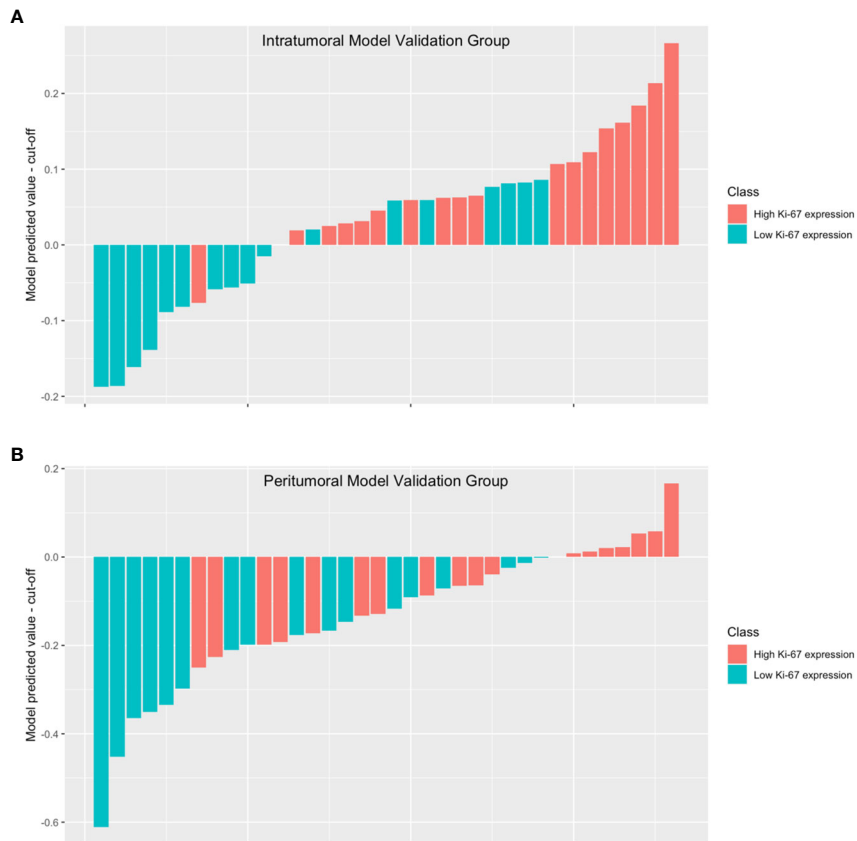 A
Intratumoral Model Validation Group
Model predicted value - cut-off
0.2
0.1
0.0
-0.1
-0.2
Class
High Ki-67 expression
Low Ki-67 expression
B
Peritumoral Model Validation Group
Model predicted value - cut-off
0.2
0.0
-0.2
-0.4
-0.6
Class
High Ki-67 expression
Low Ki-67 expression